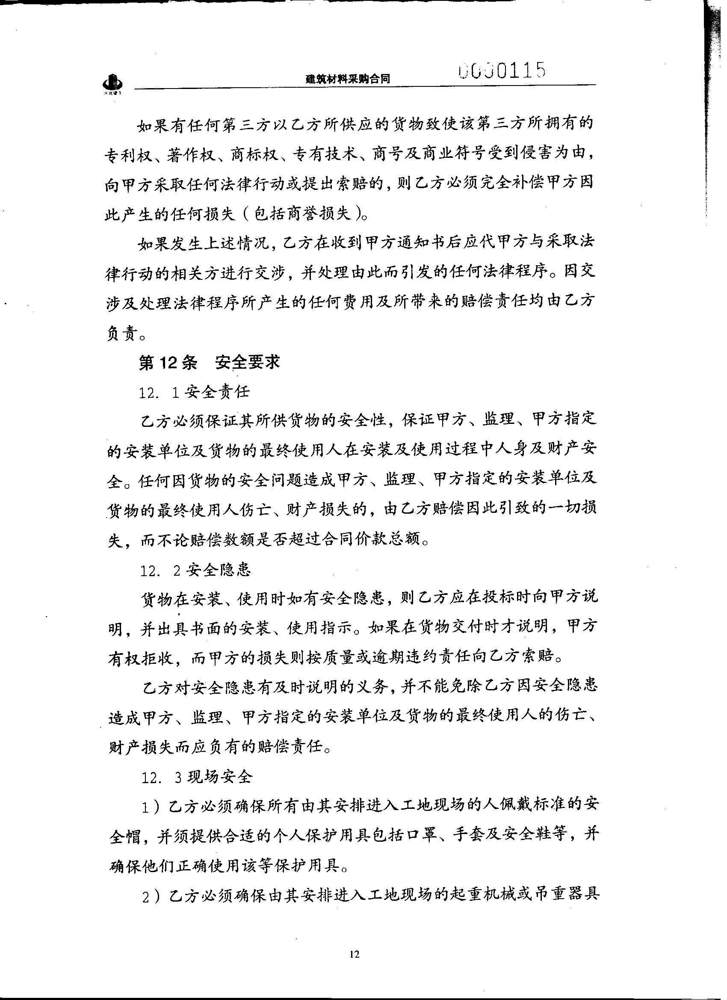 建筑材料采购合同
0000115
如果有任何第三方以乙方所供应的货物致使该第三方所拥有的
专利权、著作权、商标权、专有技术、商号及商业符号受到侵害为由，
向甲方采取任何法律行动或提出索赔的，则乙方必须完全补偿甲方因
此产生的任何损失（包括商誉损失）。
如果发生上述情况，乙方在收到甲方通知书后应代甲方与采取法
律行动的相关方进行交涉，并处理由此而引发的任何法律程序。因交
涉及处理法律程序所产生的任何费用及所带来的赔偿责任均由乙方
负责。
第 12 条　安全要求
12．1 安全责任
乙方必须保证其所供货物的安全性，保证甲方、监理、甲方指定
的安装单位及货物的最终使用人在安装及使用过程中人身及财产安
全。任何因货物的安全问题造成甲方、监理、甲方指定的安装单位及
货物的最终使用人伤亡、财产损失的，由乙方赔偿因此引致的一切损
失，而不论赔偿数额是否超过合同价款总额。
12．2 安全隐患
货物在安装、使用时如有安全隐患，则乙方应在投标时向甲方说
明，并出具书面的安装、使用指示。如果在货物交付时才说明，甲方
有权拒收，而甲方的损失则按质量或逾期违约责任向乙方索赔。
乙方对安全隐患有及时说明的义务，并不能免除乙方因安全隐患
造成甲方、监理、甲方指定的安装单位及货物的最终使用人的伤亡、
财产损失而应负有的赔偿责任。
12．3 现场安全
1）乙方必须确保所有由其安排进入工地现场的人佩戴标准的安
全帽，并须提供合适的个人保护用具包括口罩、手套及安全鞋等，并
确保他们正确使用该等保护用具。
2）乙方必须确保由其安排进入工地现场的起重机械或吊重器具
12